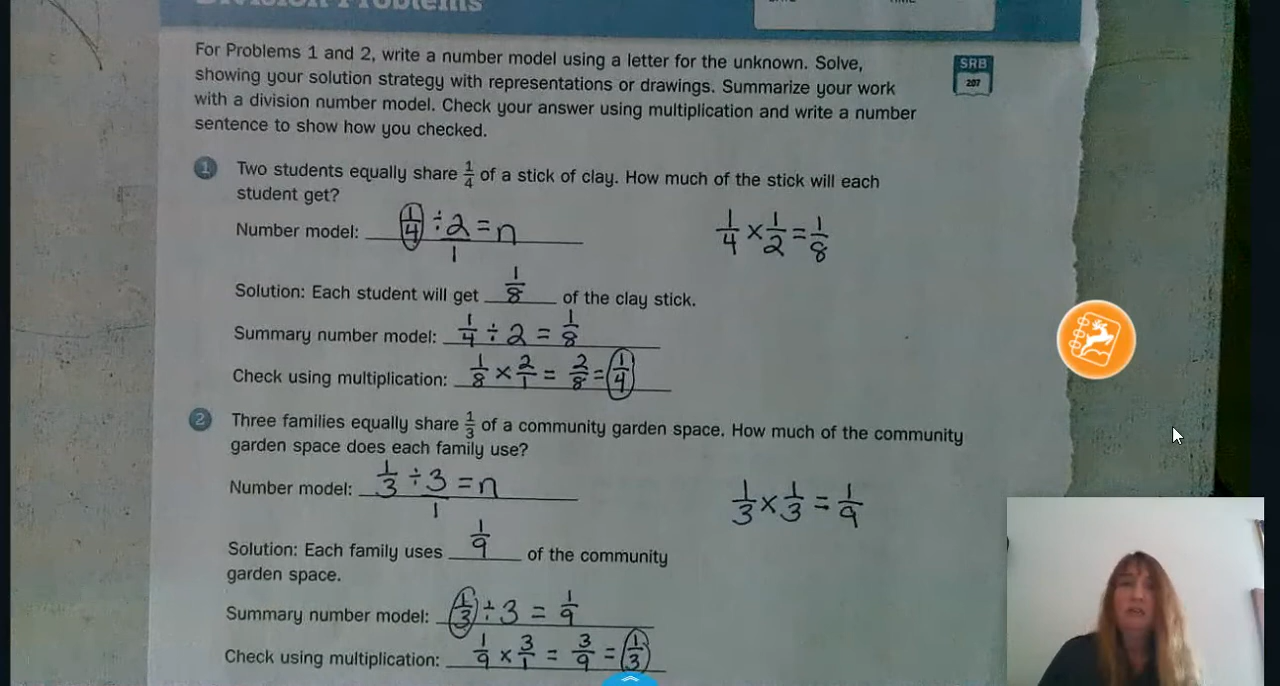 Division Problems
For Problems 1 and 2, write a number model using a letter for the unknown. Solve,
showing your solution strategy with representations or drawings. Summarize your work
with a division number model. Check your answer using multiplication and write a number
sentence to show how you checked.
SRB
207
1 Two students equally share 1/4 of a stick of clay. How much of the stick will each
student get?
Number model: 1/4 ÷ 2/1 = n
1/4 × 1/2 = 1/8
Solution: Each student will get 1/8 of the clay stick.
Summary number model: 1/4 ÷ 2 = 1/8
Check using multiplication: 1/8 × 2/1 = 2/8 = 1/4
2 Three families equally share 1/3 of a community garden space. How much of the community
garden space does each family use?
Number model: 1/3 ÷ 3/1 = n
1/3 × 1/3 = 1/9
Solution: Each family uses 1/9 of the community
garden space.
Summary number model: 1/3 ÷ 3 = 1/9
Check using multiplication: 1/9 × 3/1 = 3/9 = 1/3